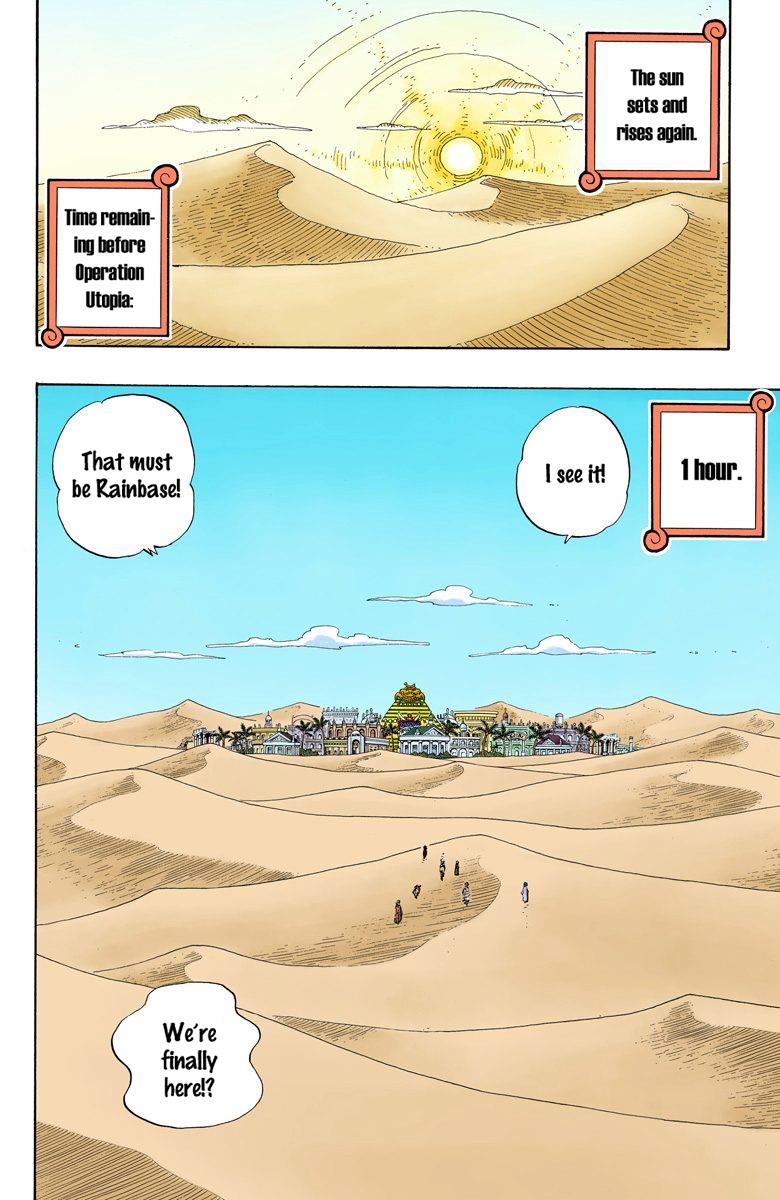 The sun
sets and
rises again.
Time remain-
ing before
Operation
Utopia:
1 hour.
I see it!
That must
be Rainbase!
We're
finally
here!?